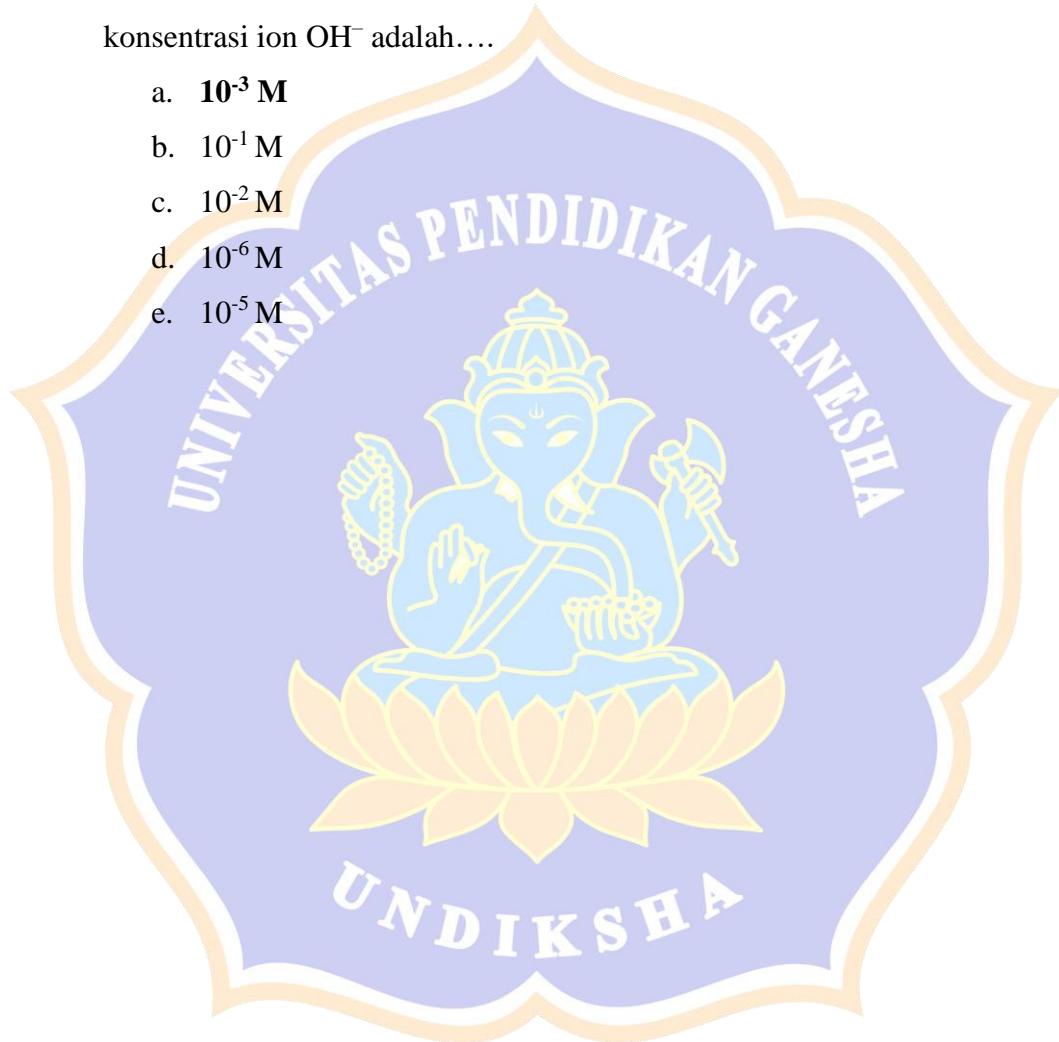 konsentrasi ion OH⁻ adalah….
a. 10⁻³ M
b. 10⁻¹ M
c. 10⁻² M
d. 10⁻⁶ M
e. 10⁻⁵ M
UNIVERSITAS PENDIDIKAN GANESHA
UNDIKSHA